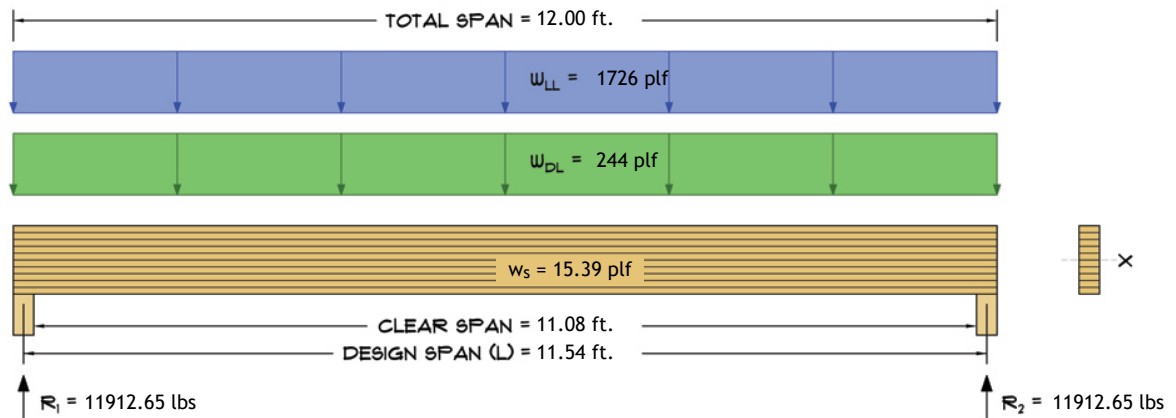 TOTAL SPAN = 12.00 ft.
wLL = 1726 plf
wDL = 244 plf
ws = 15.39 plf
X
CLEAR SPAN = 11.08 ft.
DESIGN SPAN (L) = 11.54 ft.
R1 = 11912.65 lbs
R2 = 11912.65 lbs